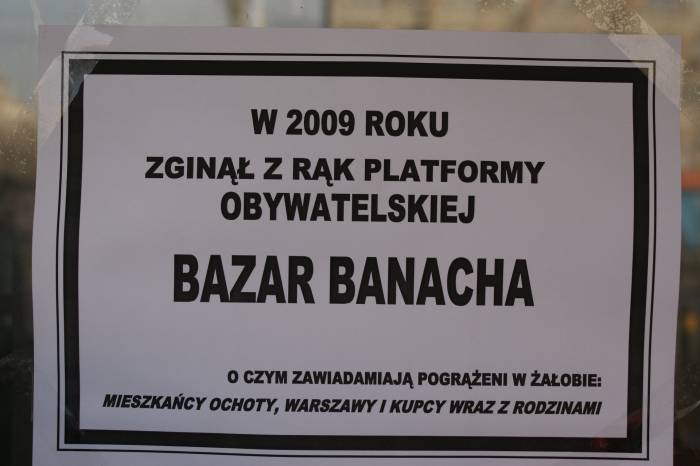 W 2009 ROKU
ZGINĄŁ Z RĄK PLATFORMY
OBYWATELSKIEJ
BAZAR BANACHA
O CZYM ZAWIADAMIAJĄ POGRĄŻENI W ŻAŁOBIE:
MIESZKAŃCY OCHOTY, WARSZAWY I KUPCY WRAZ Z RODZINAMI